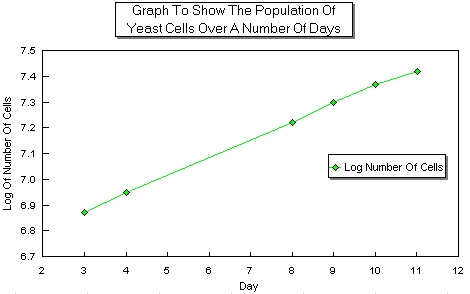 Graph To Show The Population Of
Yeast Cells Over A Number Of Days
7.5
7.4
7.3
7.2
7.1
7.0
6.9
6.8
6.7
Log Of Number Of Cells
Log Number Of Cells
2 3 4 5 6 7 8 9 10 11 12
Day